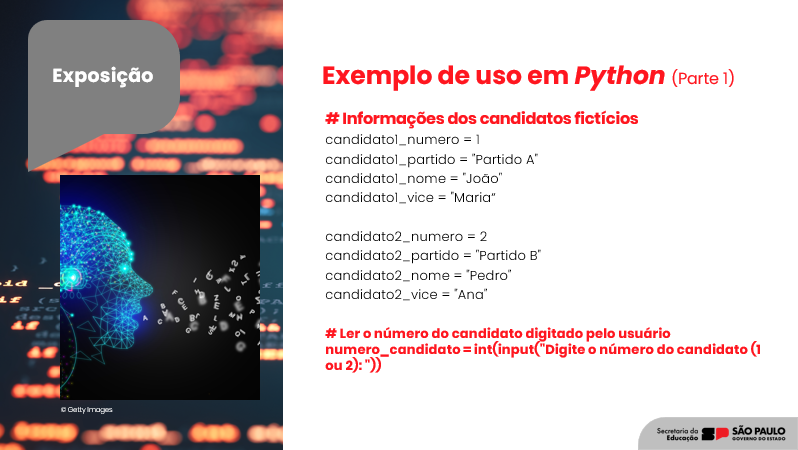 Exposição
Exemplo de uso em Python (Parte 1)
# Informações dos candidatos fictícios
candidato1_numero = 1
candidato1_partido = "Partido A"
candidato1_nome = "João"
candidato1_vice = "Maria”
candidato2_numero = 2
candidato2_partido = "Partido B"
candidato2_nome = "Pedro"
candidato2_vice = "Ana"
# Ler o número do candidato digitado pelo usuário
numero_candidato = int(input("Digite o número do candidato (1
ou 2): "))
© Getty Images
Secretaria da
Educação
SP
SÃO PAULO
GOVERNO DO ESTADO